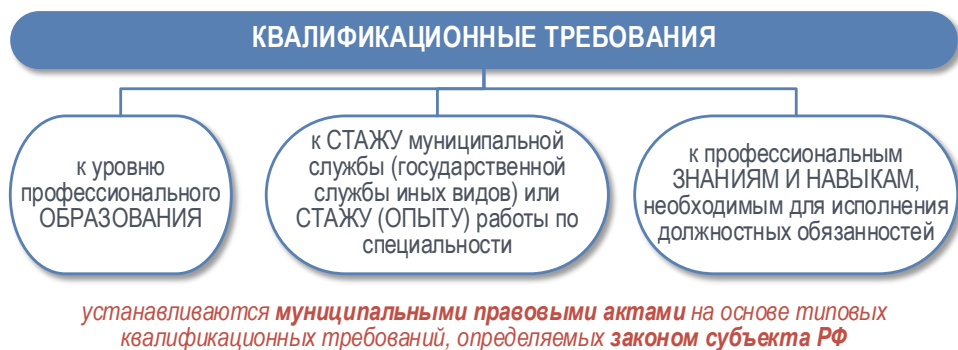 КВАЛИФИКАЦИОННЫЕ ТРЕБОВАНИЯ
к уровню
профессионального
ОБРАЗОВАНИЯ
к СТАЖУ муниципальной
службы (государственной
службы иных видов) или
СТАЖУ (ОПЫТУ) работы по
специальности
к профессиональным
ЗНАНИЯМ И НАВЫКАМ,
необходимым для исполнения
должностных обязанностей
устанавливаются муниципальными правовыми актами на основе типовых
квалификационных требований, определяемых законом субъекта РФ